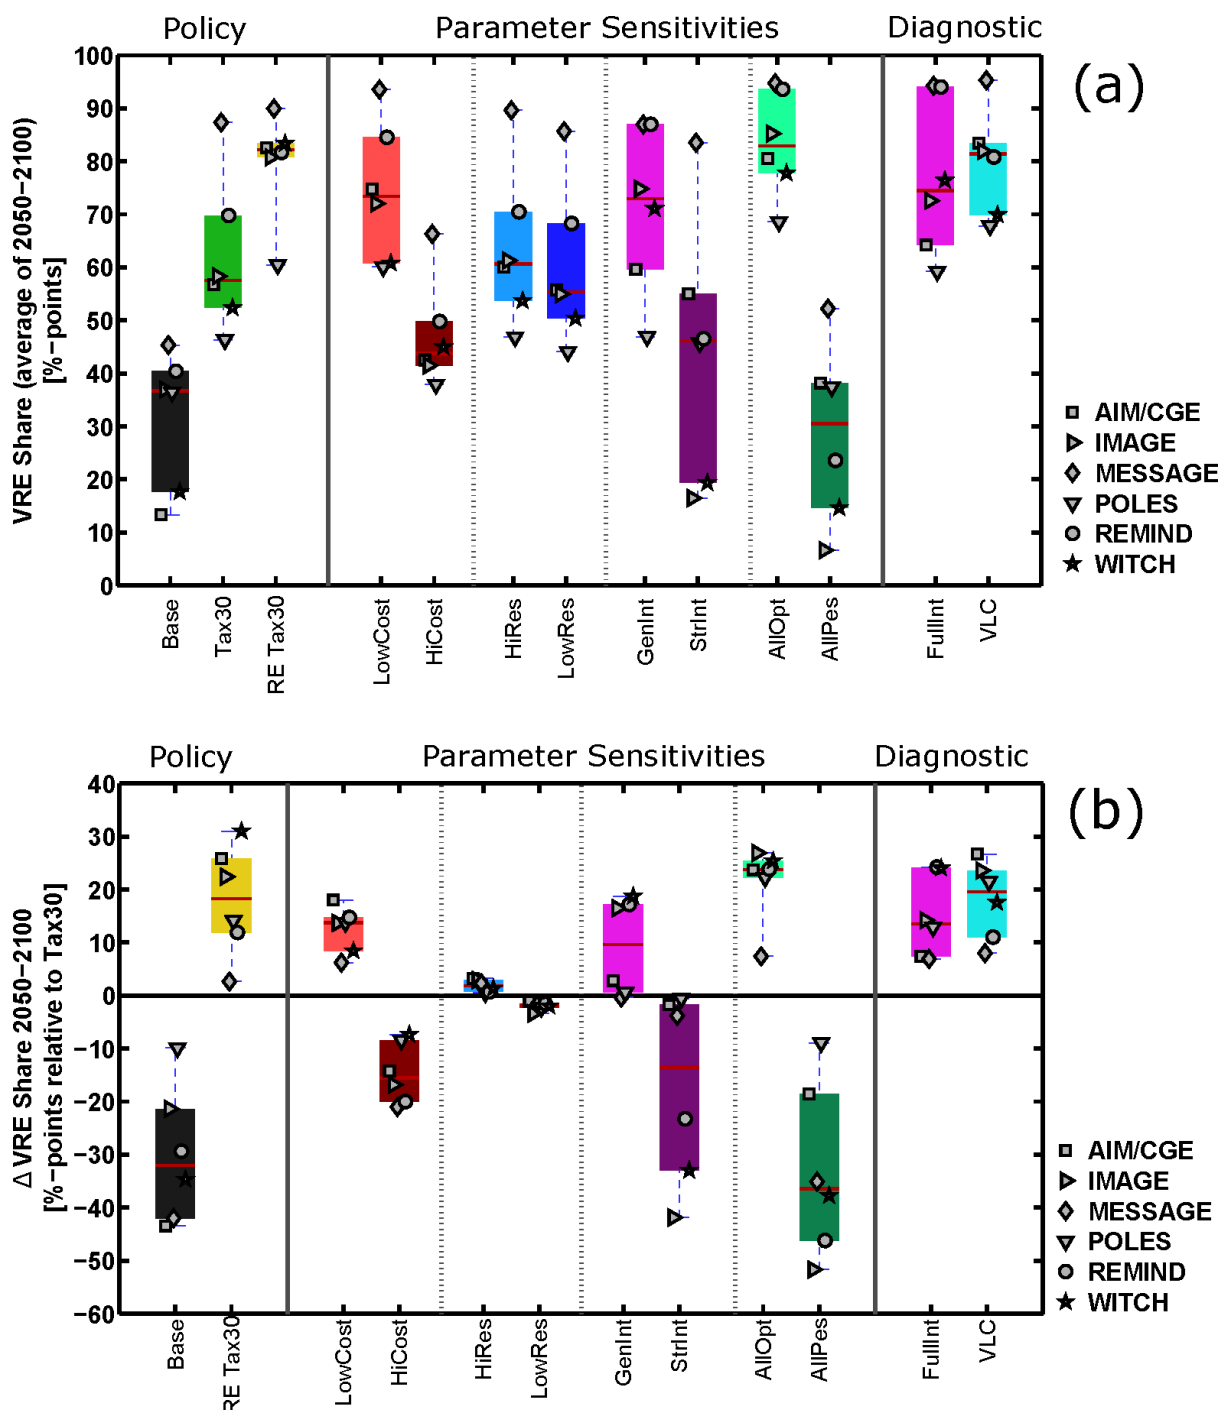 Policy
Parameter Sensitivities
Diagnostic
(a)
VRE Share (average of 2050−2100)
[%−points]
100
90
80
70
60
50
40
30
20
10
0
Base
Tax30
RE Tax30
LowCost
HiCost
HiRes
LowRes
GenInt
StrInt
AllOpt
AllPes
FullInt
VLC
AIM/CGE
IMAGE
MESSAGE
POLES
REMIND
WITCH
Policy
Parameter Sensitivities
Diagnostic
(b)
Δ VRE Share 2050−2100
[%−points relative to Tax30]
40
30
20
10
0
−10
−20
−30
−40
−50
−60
Base
RE Tax30
LowCost
HiCost
HiRes
LowRes
GenInt
StrInt
AllOpt
AllPes
FullInt
VLC
AIM/CGE
IMAGE
MESSAGE
POLES
REMIND
WITCH